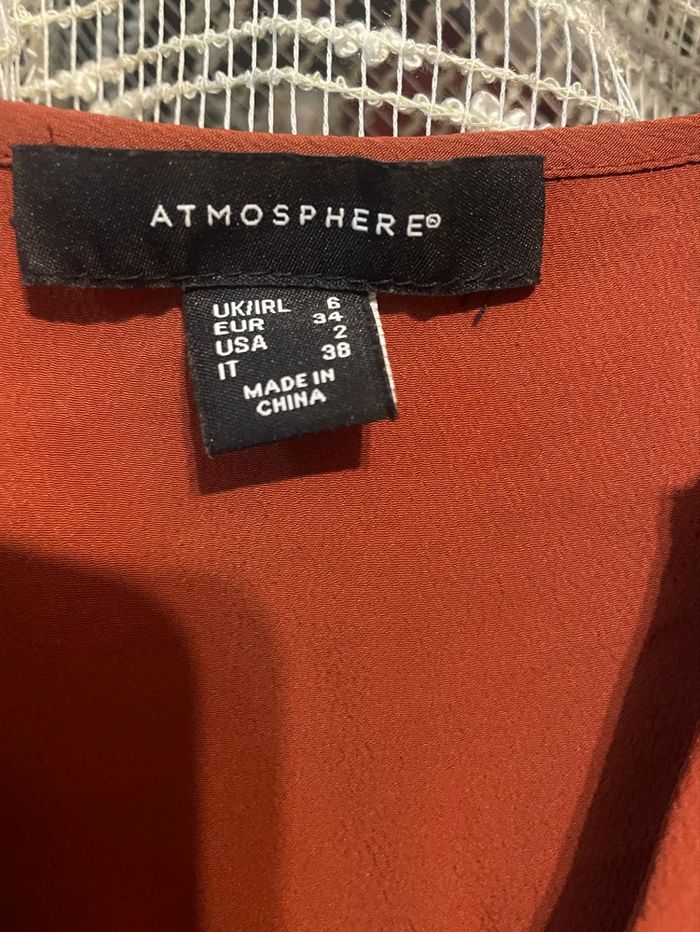 ATMOSPHERE®
UK/IRL 6
EUR 34
USA 2
IT 38
MADE IN
CHINA